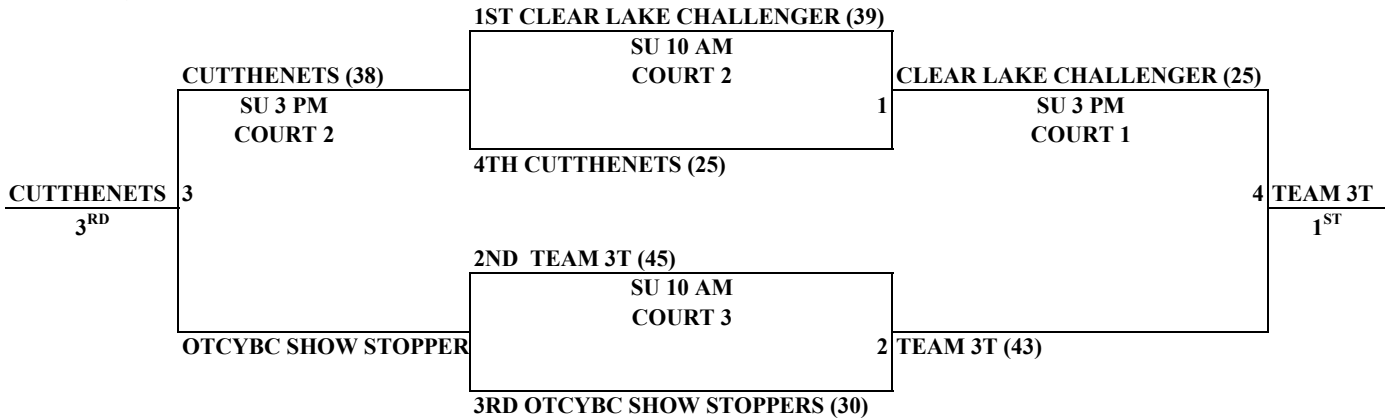 1ST CLEAR LAKE CHALLENGER (39)
SU 10 AM
COURT 2
CUTTHENETS (38)
CLEAR LAKE CHALLENGER (25)
SU 3 PM
COURT 2
1
SU 3 PM
COURT 1
4TH CUTTHENETS (25)
CUTTHENETS
3
3RD
4
TEAM 3T
1ST
2ND TEAM 3T (45)
SU 10 AM
COURT 3
OTCYBC SHOW STOPPER
2
TEAM 3T (43)
3RD OTCYBC SHOW STOPPERS (30)